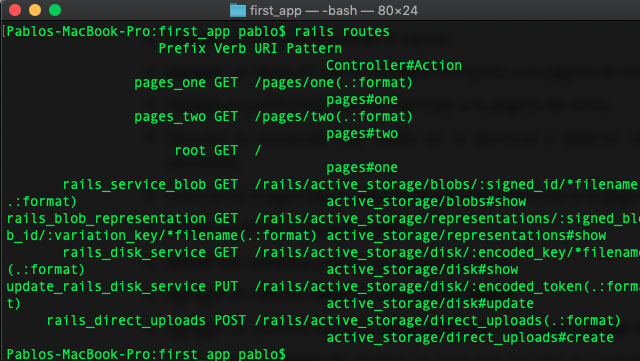 first_app — -bash — 80×24
[Pablos-MacBook-Pro:first_app pablo$ rails routes
Prefix Verb URI Pattern
Controller#Action
pages_one GET /pages/one(.:format)
pages#one
pages_two GET /pages/two(.:format)
pages#two
root GET /
pages#one
rails_service_blob GET /rails/active_storage/blobs/:signed_id/*filename(
.:format) active_storage/blobs#show
rails_blob_representation GET /rails/active_storage/representations/:signed_blo
b_id/:variation_key/*filename(.:format) active_storage/representations#show
rails_disk_service GET /rails/active_storage/disk/:encoded_key/*filename
(.:format) active_storage/disk#show
update_rails_disk_service PUT /rails/active_storage/disk/:encoded_token(.:forma
t) active_storage/disk#update
rails_direct_uploads POST /rails/active_storage/direct_uploads(.:format)
active_storage/direct_uploads#create
Pablos-MacBook-Pro:first_app pablo$